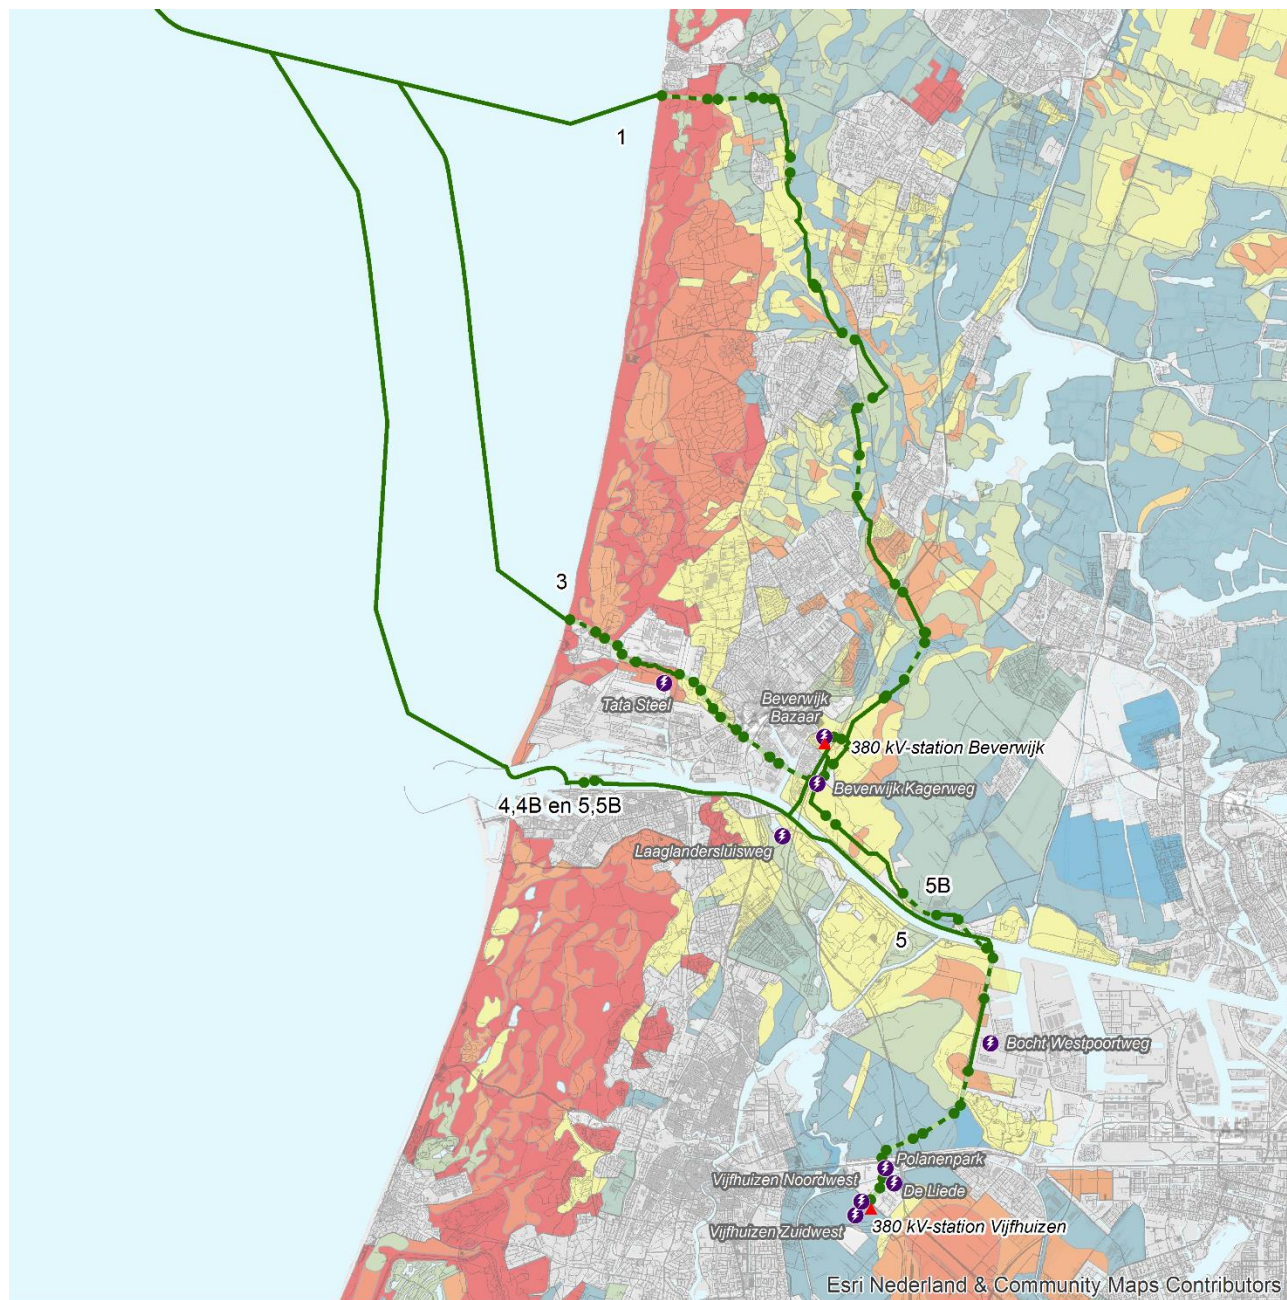 1
3
Tata Steel
Beverwijk
Bazaar
380 kV-station Beverwijk
Beverwijk Kagerweg
4,4B en 5,5B
Laaglandersluisweg
5B
5
Bocht Westpoortweg
Polanenpark
Vijfhuizen Noordwest
De Liede
Vijfhuizen Zuidwest
380 kV-station Vijfhuizen
Esri Nederland & Community Maps Contributors